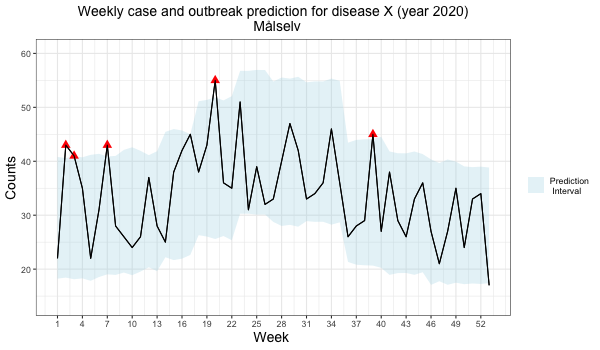 Weekly case and outbreak prediction for disease X (year 2020)
Målselv
60
50
40
30
20
Counts
1 4 7 10 13 16 19 22 25 28 31 34 37 40 43 46 49 52
Week
Prediction
Interval